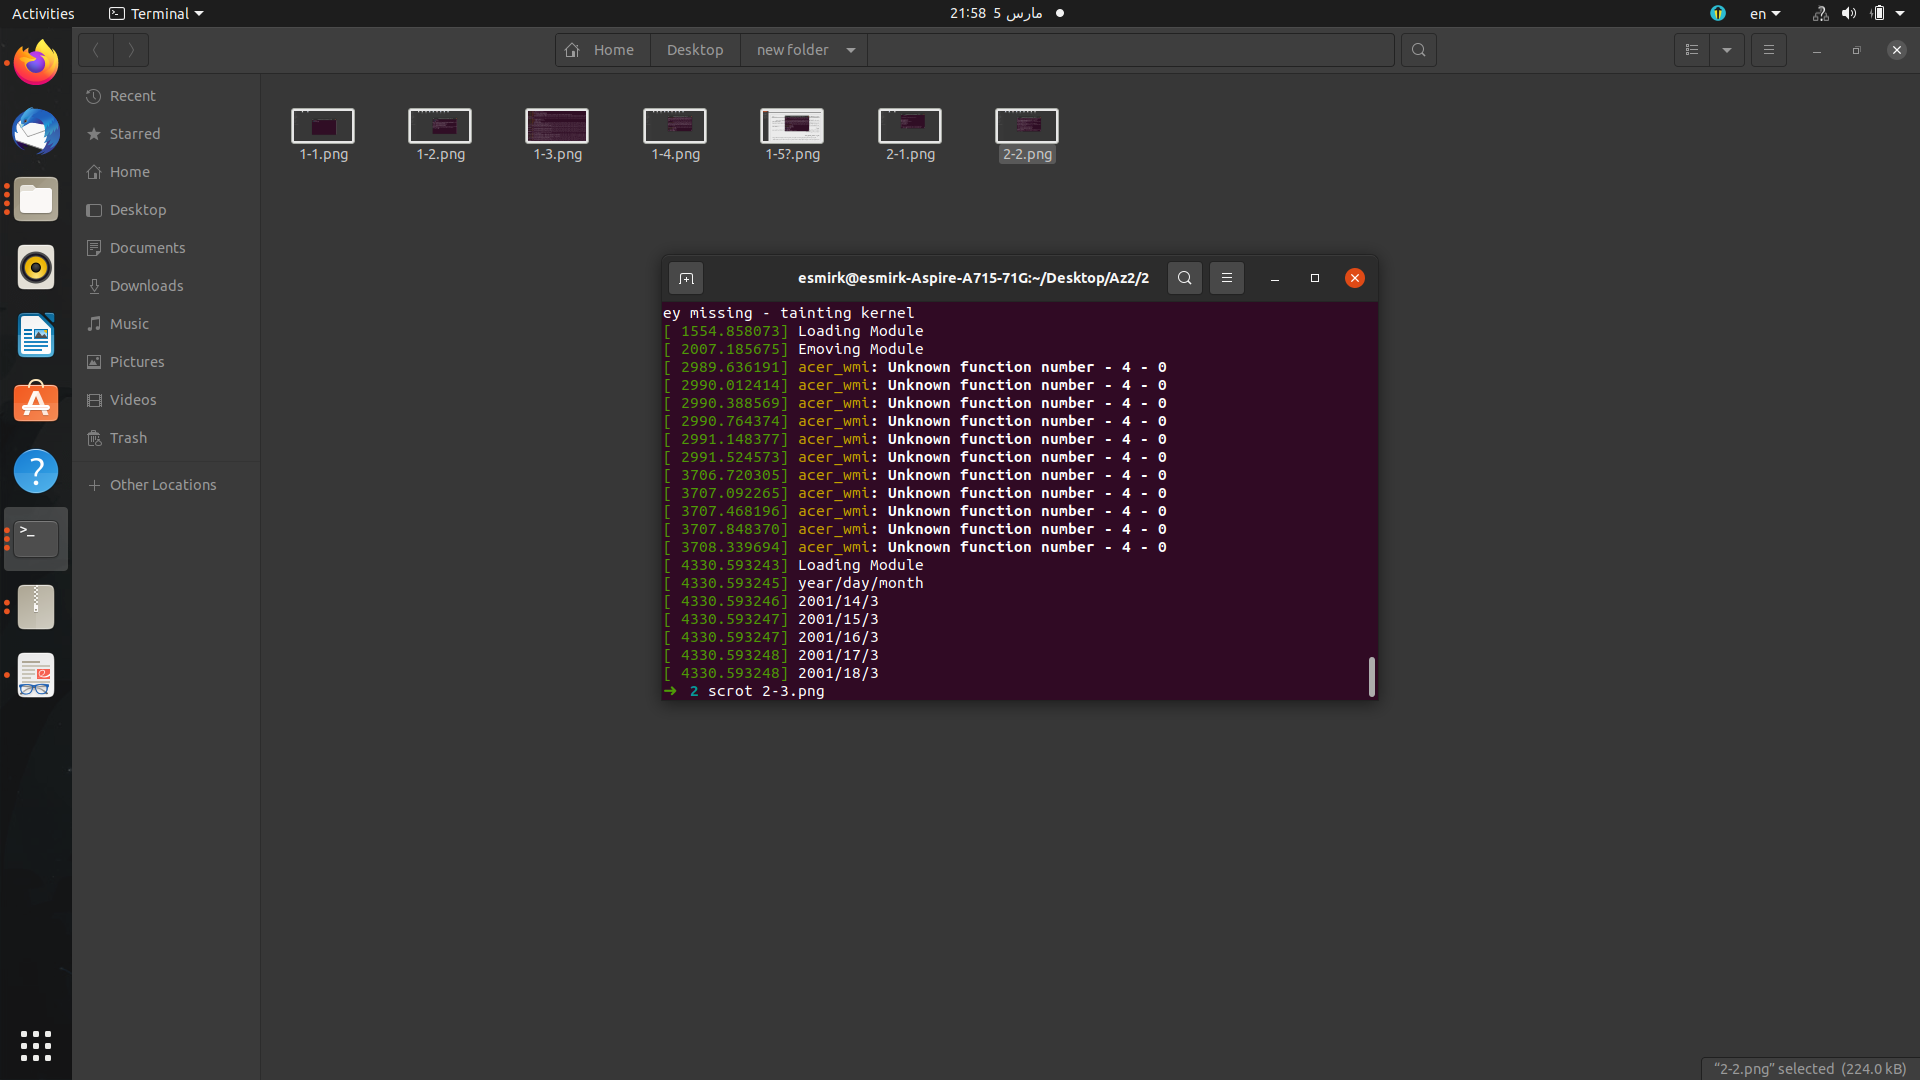 Activities
Terminal
21:58  5 مارس
en
Home
Desktop
new folder
Recent
Starred
Home
Desktop
Documents
Downloads
Music
Pictures
Videos
Trash
Other Locations
1-1.png
1-2.png
1-3.png
1-4.png
1-5?.png
2-1.png
2-2.png
esmirk@esmirk-Aspire-A715-71G:~/Desktop/Az2/2
ey missing - tainting kernel
[ 1554.858073] Loading Module
[ 2007.185675] Emoving Module
[ 2989.636191] acer_wmi: Unknown function number - 4 - 0
[ 2990.012414] acer_wmi: Unknown function number - 4 - 0
[ 2990.388569] acer_wmi: Unknown function number - 4 - 0
[ 2990.764374] acer_wmi: Unknown function number - 4 - 0
[ 2991.148377] acer_wmi: Unknown function number - 4 - 0
[ 2991.524573] acer_wmi: Unknown function number - 4 - 0
[ 3706.720305] acer_wmi: Unknown function number - 4 - 0
[ 3707.092265] acer_wmi: Unknown function number - 4 - 0
[ 3707.468196] acer_wmi: Unknown function number - 4 - 0
[ 3707.848370] acer_wmi: Unknown function number - 4 - 0
[ 3708.339694] acer_wmi: Unknown function number - 4 - 0
[ 4330.593243] Loading Module
[ 4330.593245] year/day/month
[ 4330.593246] 2001/14/3
[ 4330.593247] 2001/15/3
[ 4330.593247] 2001/16/3
[ 4330.593248] 2001/17/3
[ 4330.593248] 2001/18/3
➜  2 scrot 2-3.png
"2-2.png" selected (224.0 kB)